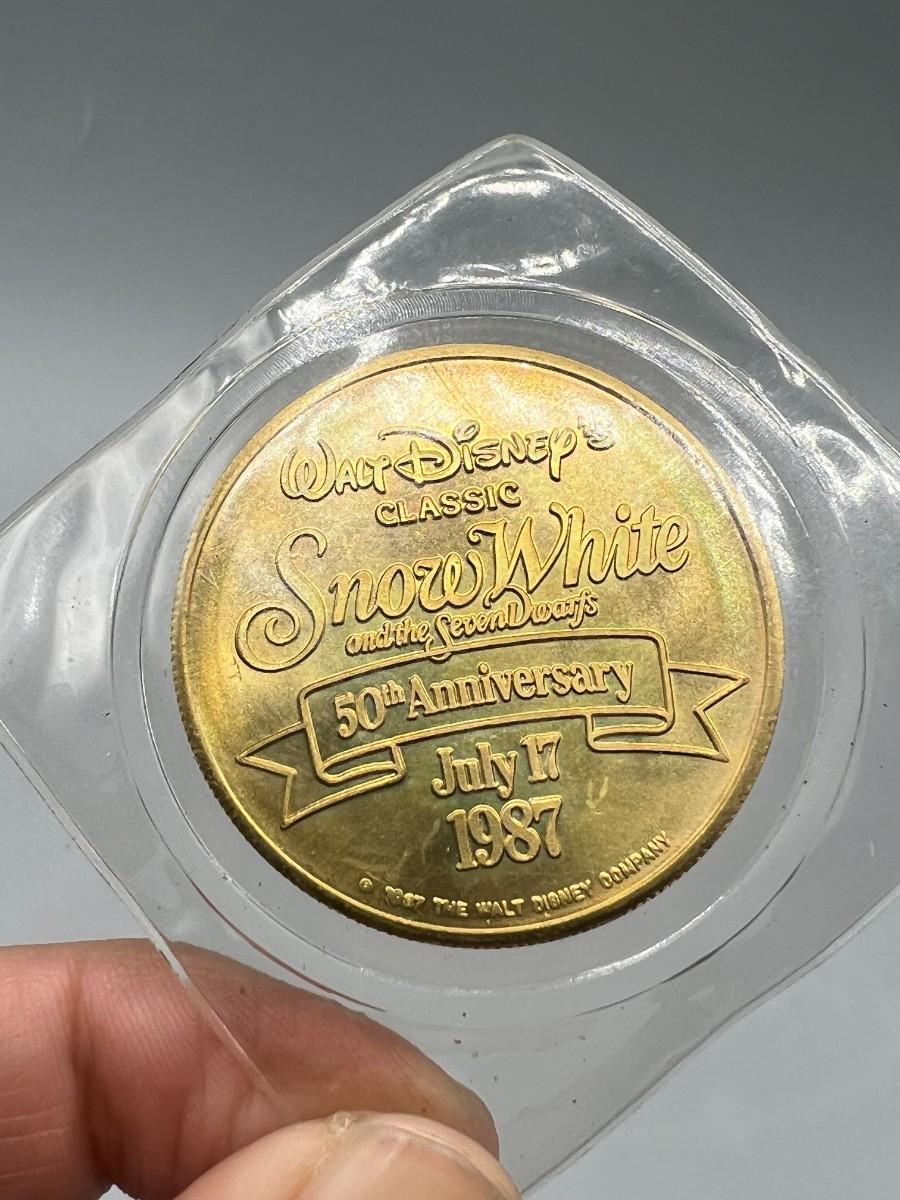 WALT DISNEY'S
CLASSIC
Snow White
and the Seven Dwarfs
50th Anniversary
July 17
1987
© 1987 THE WALT DISNEY COMPANY